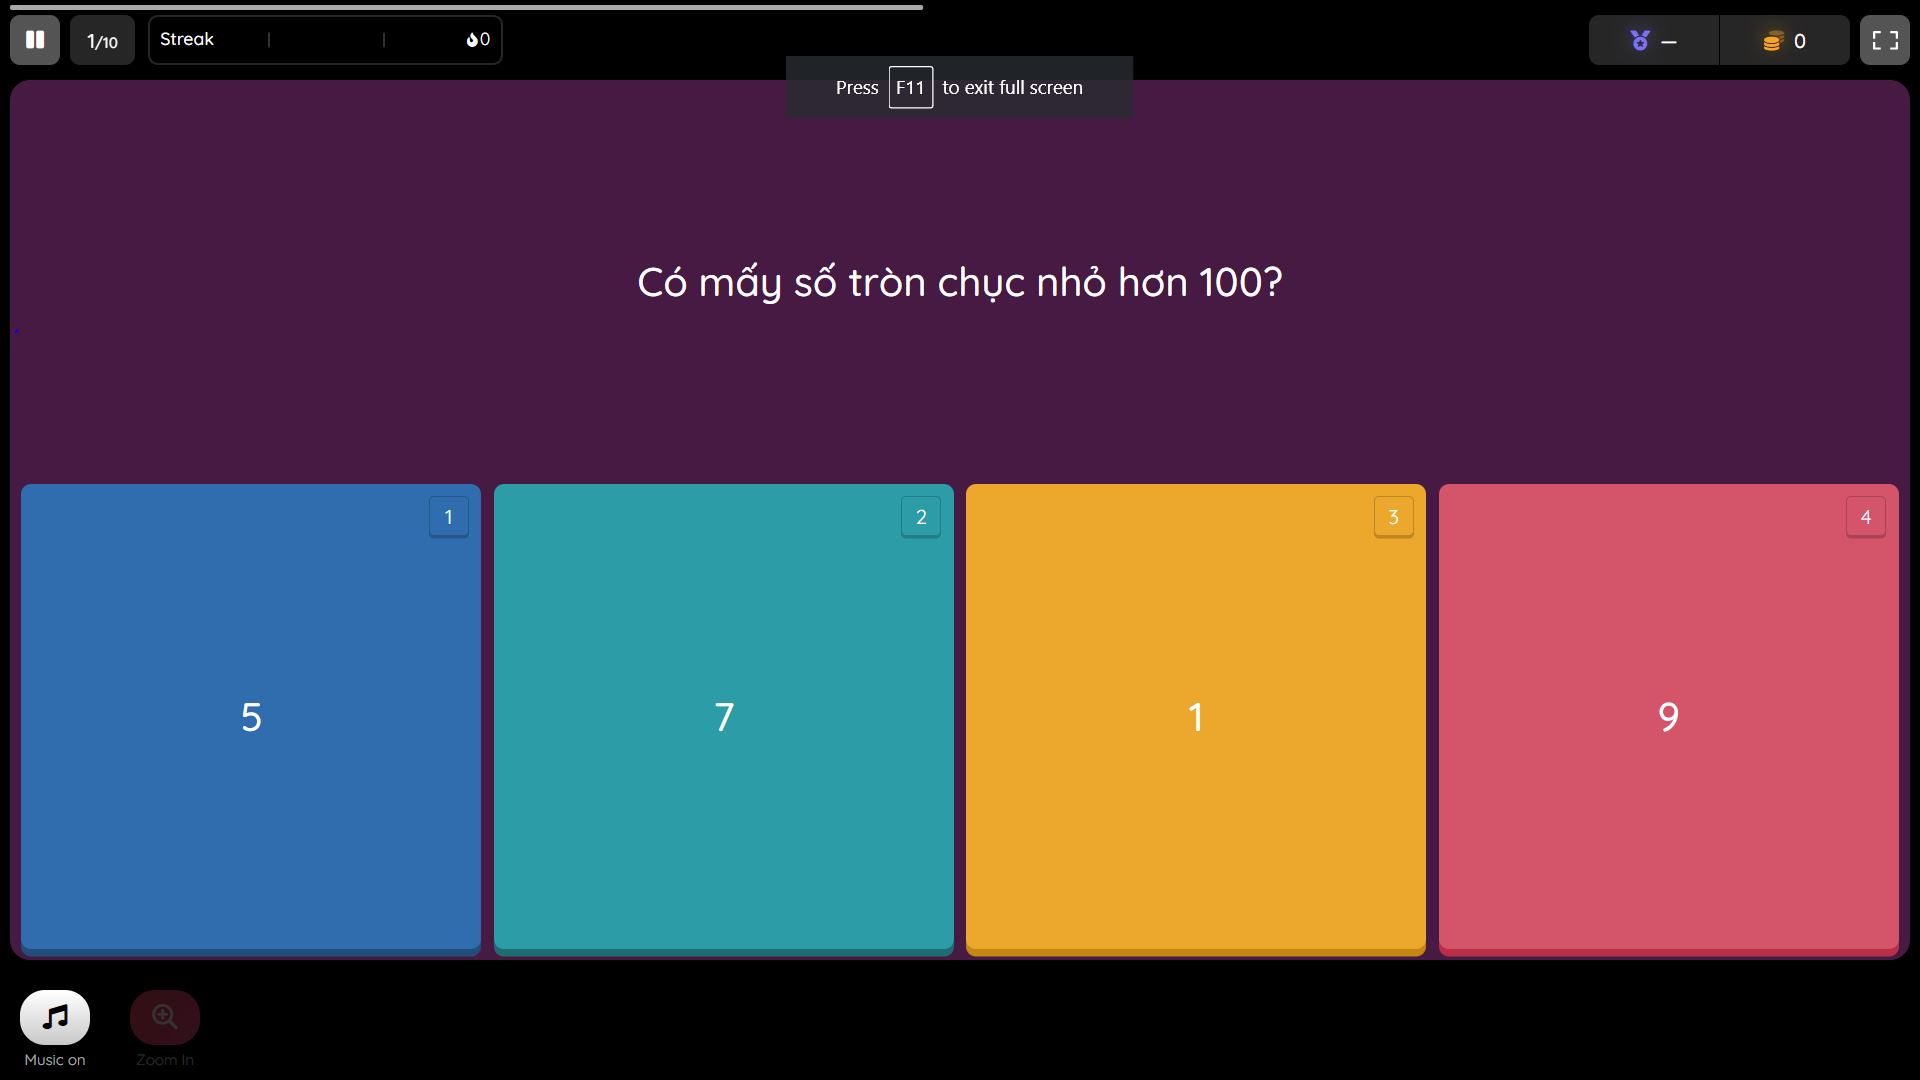 1/10
Streak
0
—
0
Press F11 to exit full screen
Có mấy số tròn chục nhỏ hơn 100?
1
2
3
4
5
7
1
9
Music on
Zoom In